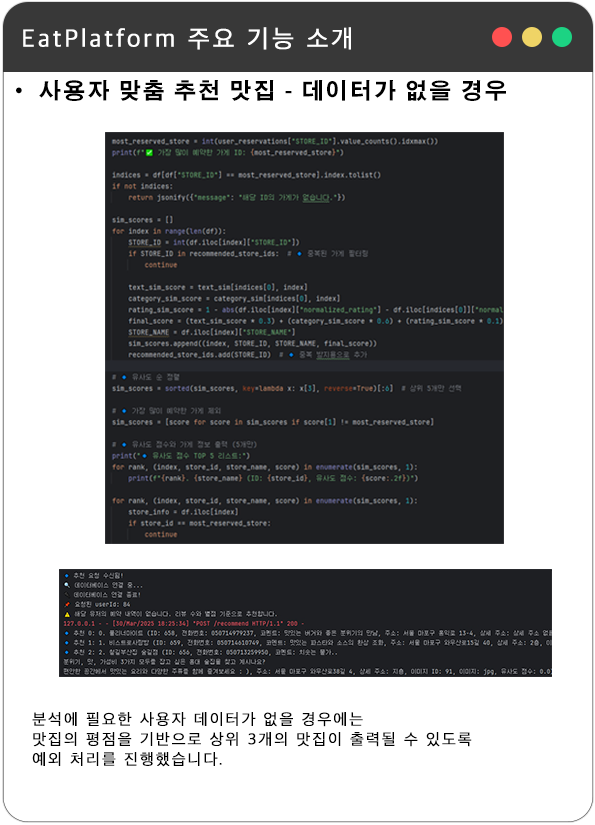 EatPlatform 주요 기능 소개
• 사용자 맞춤 추천 맛집 - 데이터가 없을 경우
most_reserved_store = int(user_reservations["STORE_ID"].value_counts().idxmax())
print(f"✅ 가장 많이 예약한 가게 ID: {most_reserved_store}")
indices = df[df["STORE_ID"] == most_reserved_store].index.tolist()
if not indices:
return jsonify({"message": "해당 ID의 가게가 없습니다."})
sim_scores = []
for index in range(len(df)):
STORE_ID = int(df.iloc[index]["STORE_ID"])
if STORE_ID in recommended_store_ids: # 🔹 중복된 가게 필터링
continue
text_sim_score = text_sim[indices[0], index]
category_sim_score = category_sim[indices[0], index]
rating_sim_score = 1 - abs(df.iloc[index]["normalized_rating"] - df.iloc[indices[0]]["normal
final_score = (text_sim_score * 0.3) + (category_sim_score * 0.6) + (rating_sim_score * 0.1)
STORE_NAME = df.iloc[index]["STORE_NAME"]
sim_scores.append((index, STORE_ID, STORE_NAME, final_score))
recommended_store_ids.add(STORE_ID) # 🔹 중복 방지용으로 추가
# 🔹 유사도 순 정렬
sim_scores = sorted(sim_scores, key=lambda x: x[3], reverse=True)[:6] # 상위 5개만 선택
# 🔹 가장 많이 예약한 가게 제외
sim_scores = [score for score in sim_scores if score[1] != most_reserved_store]
# 🔹 유사도 점수와 가게 정보 출력 (5개만)
print("🔹 유사도 점수 TOP 5 리스트:")
for rank, (index, store_id, store_name, score) in enumerate(sim_scores, 1):
print(f"{rank}. {store_name} (ID: {store_id}, 유사도 점수: {score:.2f})")
for rank, (index, store_id, store_name, score) in enumerate(sim_scores, 1):
store_info = df.iloc[index]
if store_id == most_reserved_store:
continue
🔹 추천 요청 수신됨!
🔍 데이터베이스 연결 중...
데이터베이스 연결 종료!
📌 요청된 userId: 84
⚠️ 해당 유저의 예약 내역이 없습니다. 리뷰 수와 별점 기준으로 추천합니다.
127.0.0.1 - - [30/Mar/2025 18:25:34] "POST /recommend HTTP/1.1" 200 -
🔹 추천 0: 0. 올리너마이트 (ID: 658, 전화번호: 050714979237, 코멘트: 맛있는 버거와 좋은 분위기의 만남, 주소: 서울 마포구 홍익로 13-4, 상세 주소: 상세 주소 없음
🔹 추천 1: 1. 비스트로사랑방 (ID: 659, 전화번호: 050714610749, 코멘트: 맛있는 파스타와 소스의 환상 조화, 주소: 서울 마포구 와우산로15길 40, 상세 주소: 2층,
🔹 추천 2: 2. 살길부산집 술길점 (ID: 656, 전화번호: 050713259950, 코멘트: 치솟는 물가..
분위기, 맛, 가성비 3가지 모두를 잡고 싶은 홍대 술집을 찾고 계시나요?
편안한 공간에서 맛있는 요리와 다양한 주류를 함께 즐겨보세요 : ), 주소: 서울 마포구 와우산로38길 4, 상세 주소: 지층, 이미지 ID: 91, 이미지: jpg, 유사도 점수: 0.0
분석에 필요한 사용자 데이터가 없을 경우에는
맛집의 평점을 기반으로 상위 3개의 맛집이 출력될 수 있도록
예외 처리를 진행했습니다.